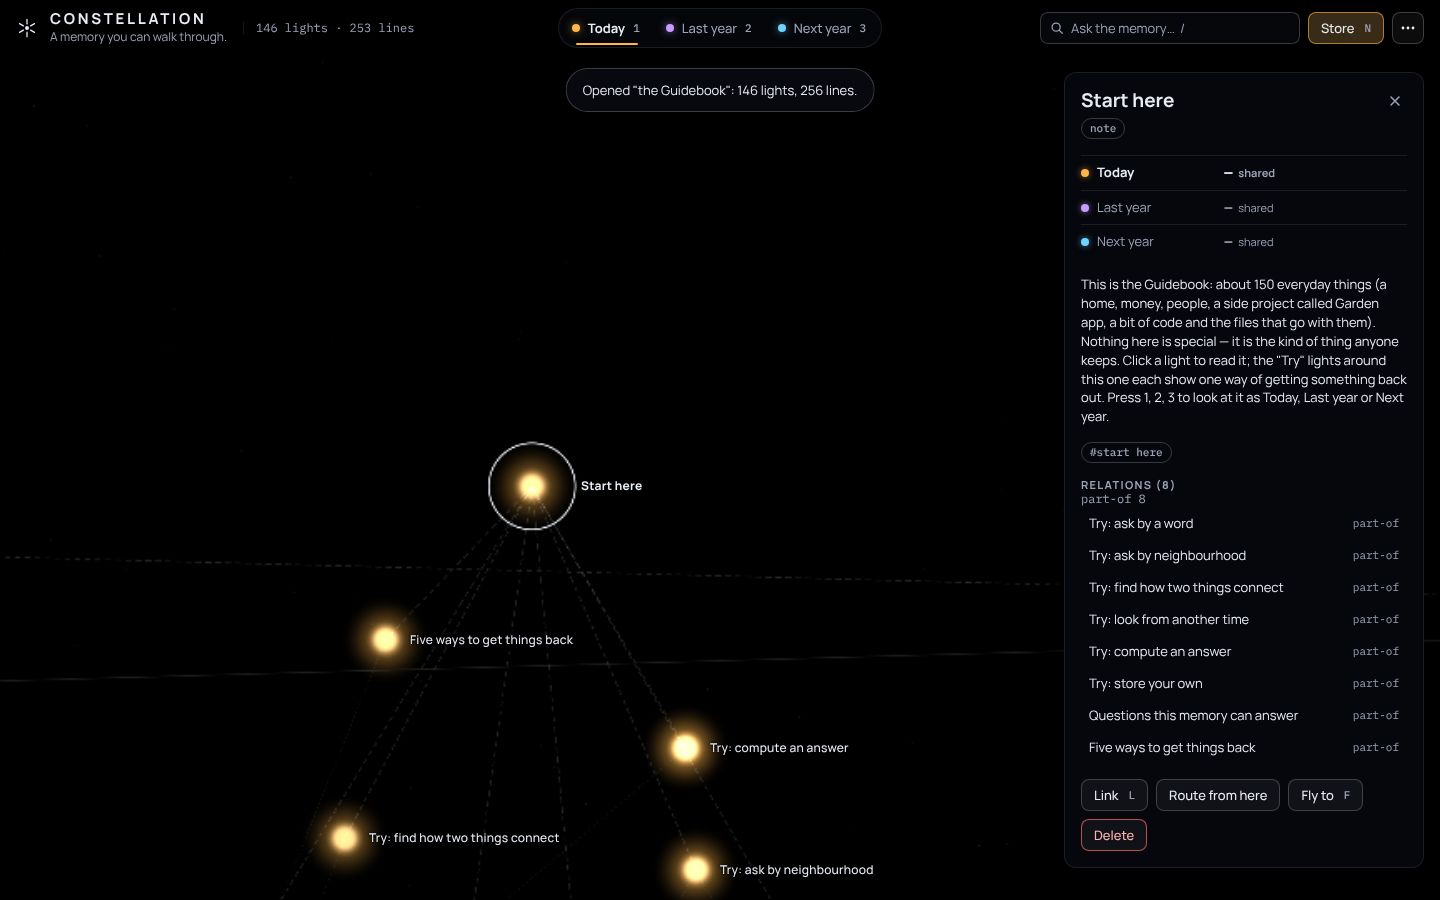 CONSTELLATION
A memory you can walk through.
146 lights · 253 lines
Today 1
Last year 2
Next year 3
Ask the memory... /
Store N
Opened "the Guidebook": 146 lights, 256 lines.
Start here
note
Today — shared
Last year — shared
Next year — shared
This is the Guidebook: about 150 everyday things (a
home, money, people, a side project called Garden
app, a bit of code and the files that go with them).
Nothing here is special — it is the kind of thing anyone
keeps. Click a light to read it; the "Try" lights around
this one each show one way of getting something back
out. Press 1, 2, 3 to look at it as Today, Last year or Next
year.
#start here
RELATIONS (8)
part-of 8
Try: ask by a word part-of
Try: ask by neighbourhood part-of
Try: find how two things connect part-of
Try: look from another time part-of
Try: compute an answer part-of
Try: store your own part-of
Questions this memory can answer part-of
Five ways to get things back part-of
Link L
Route from here
Fly to F
Delete
Start here
Five ways to get things back
Try: compute an answer
Try: find how two things connect
Try: ask by neighbourhood